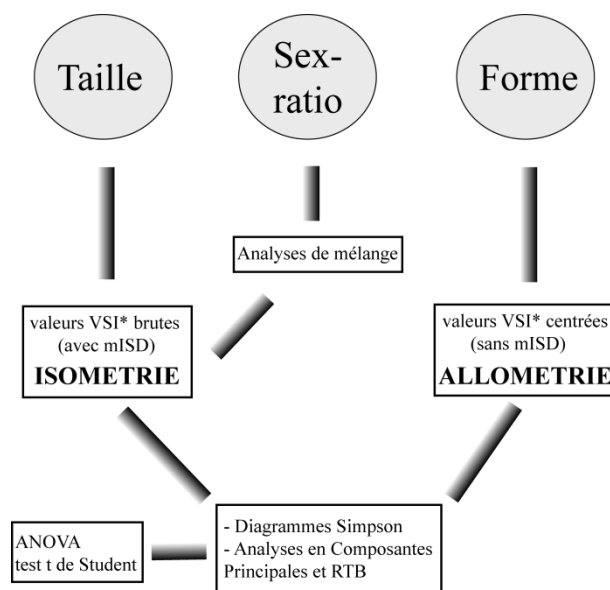 Taille
Sex-
ratio
Forme
Analyses de mélange
valeurs VSI* brutes
(avec mISD)
ISOMETRIE
valeurs VSI* centrées
(sans mISD)
ALLOMETRIE
ANOVA
test t de Student
- Diagrammes Simpson
- Analyses en Composantes
Principales et RTB